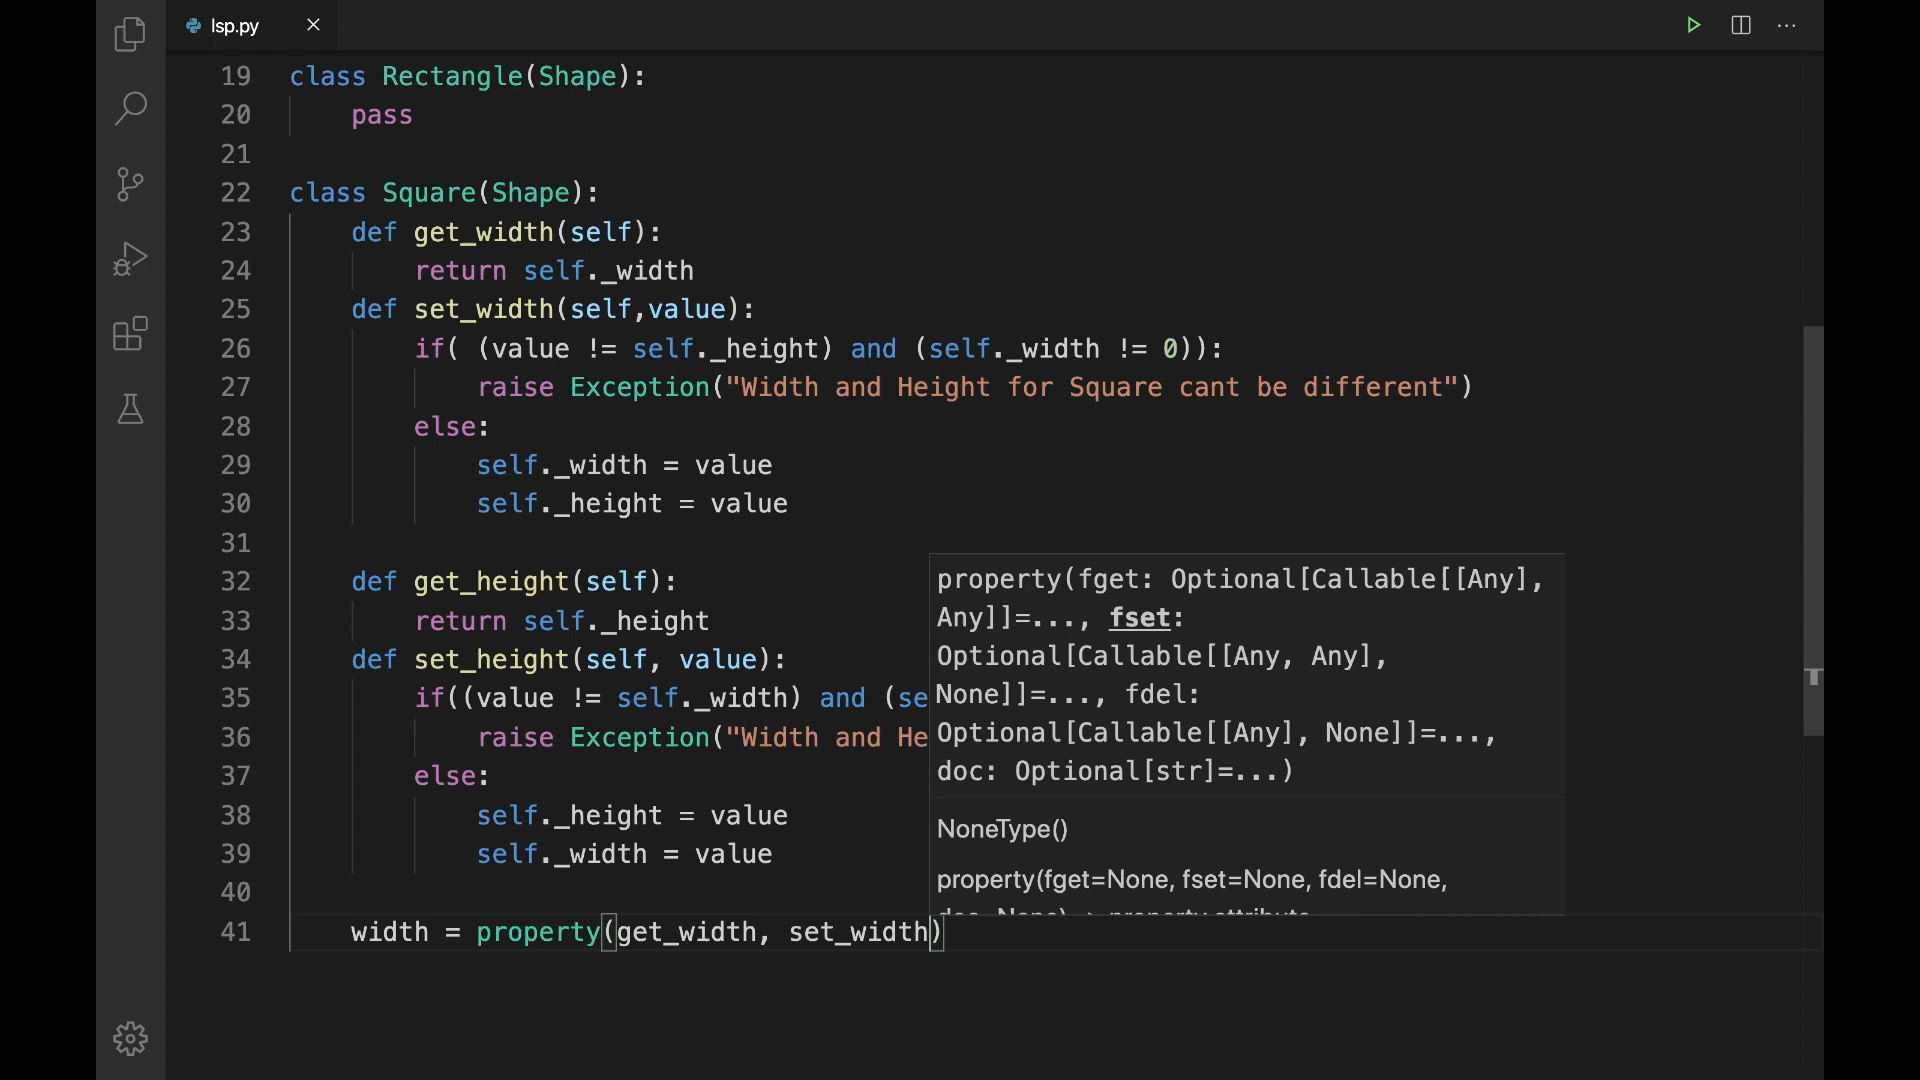 lsp.py
19 class Rectangle(Shape):
20 pass
21
22 class Square(Shape):
23 def get_width(self):
24 return self._width
25 def set_width(self,value):
26 if( (value != self._height) and (self._width != 0)):
27 raise Exception("Width and Height for Square cant be different")
28 else:
29 self._width = value
30 self._height = value
31
32 def get_height(self):
33 return self._height
34 def set_height(self, value):
35 if((value != self._width) and (se
36 raise Exception("Width and He
37 else:
38 self._height = value
39 self._width = value
40
41 width = property(get_width, set_width)
property(fget: Optional[Callable[[Any],
Any]]=..., fset:
Optional[Callable[[Any, Any],
None]]=..., fdel:
Optional[Callable[[Any], None]]=...,
doc: Optional[str]=...)
NoneType()
property(fget=None, fset=None, fdel=None,